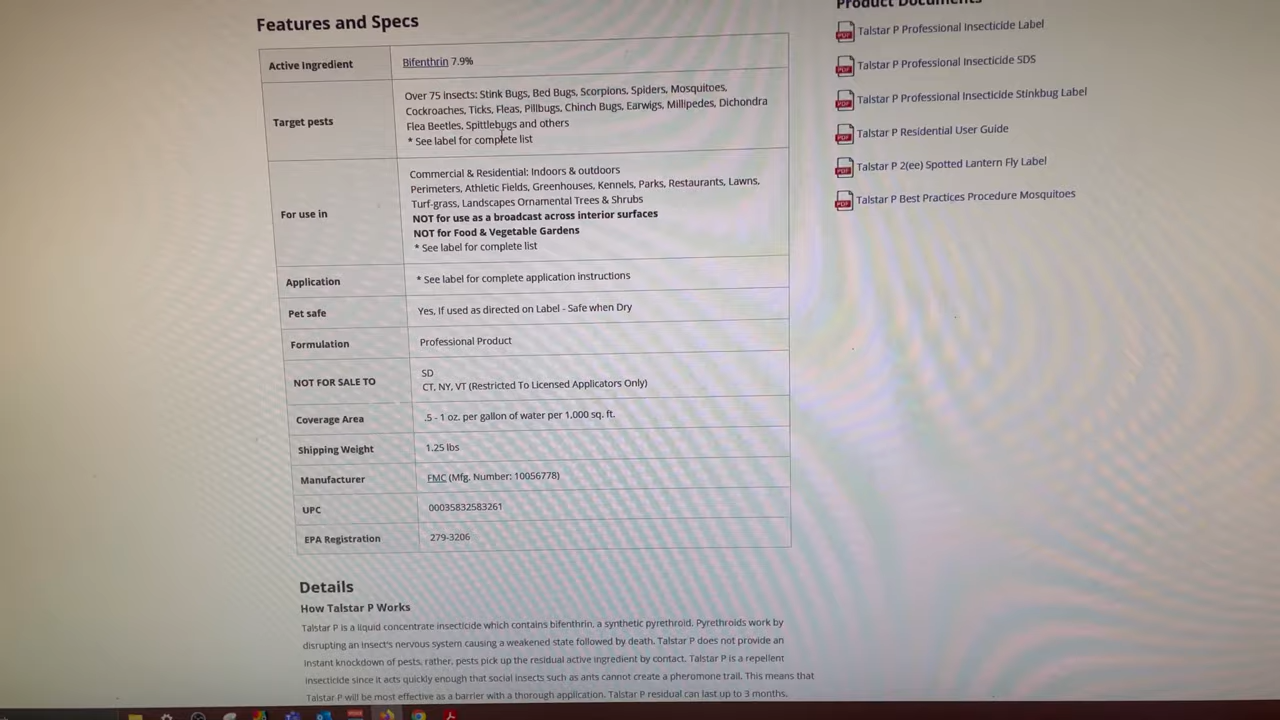 Features and Specs
Active Ingredient
Bifenthrin 7.9%
Target pests
Over 75 insects: Stink Bugs, Bed Bugs, Scorpions, Spiders, Mosquitoes,
Cockroaches, Ticks, Fleas, Pillbugs, Chinch Bugs, Earwigs, Millipedes, Dichondra
Flea Beetles, Spittlebugs and others
* See label for complete list
For use in
Commercial & Residential: Indoors & outdoors
Perimeters, Athletic Fields, Greenhouses, Kennels, Parks, Restaurants, Lawns,
Turf-grass, Landscapes Ornamental Trees & Shrubs
NOT for use as a broadcast across interior surfaces
NOT for Food & Vegetable Gardens
* See label for complete list
Application
* See label for complete application instructions
Pet safe
Yes, If used as directed on Label - Safe when Dry
Formulation
Professional Product
NOT FOR SALE TO
SD
CT, NY, VT (Restricted To Licensed Applicators Only)
Coverage Area
.5 - 1 oz. per gallon of water per 1,000 sq. ft.
Shipping Weight
1.25 lbs
Manufacturer
FMC (Mfg. Number: 10056778)
UPC
00035832583261
EPA Registration
279-3206
Details
How Talstar P Works
Talstar P is a liquid concentrate insecticide which contains bifenthrin, a synthetic pyrethroid. Pyrethroids work by
disrupting an insect's nervous system causing a weakened state followed by death. Talstar P does not provide an
instant knockdown of pests, rather, pests pick up the residual active ingredient by contact. Talstar P is a repellent
insecticide since it acts quickly enough that social insects such as ants cannot create a pheromone trail. This means that
Talstar P will be most effective as a barrier with a thorough application. Talstar P residual can last up to 3 months.
Product Documents
Talstar P Professional Insecticide Label
Talstar P Professional Insecticide SDS
Talstar P Professional Insecticide Stinkbug Label
Talstar P Residential User Guide
Talstar P 2(ee) Spotted Lantern Fly Label
Talstar P Best Practices Procedure Mosquitoes